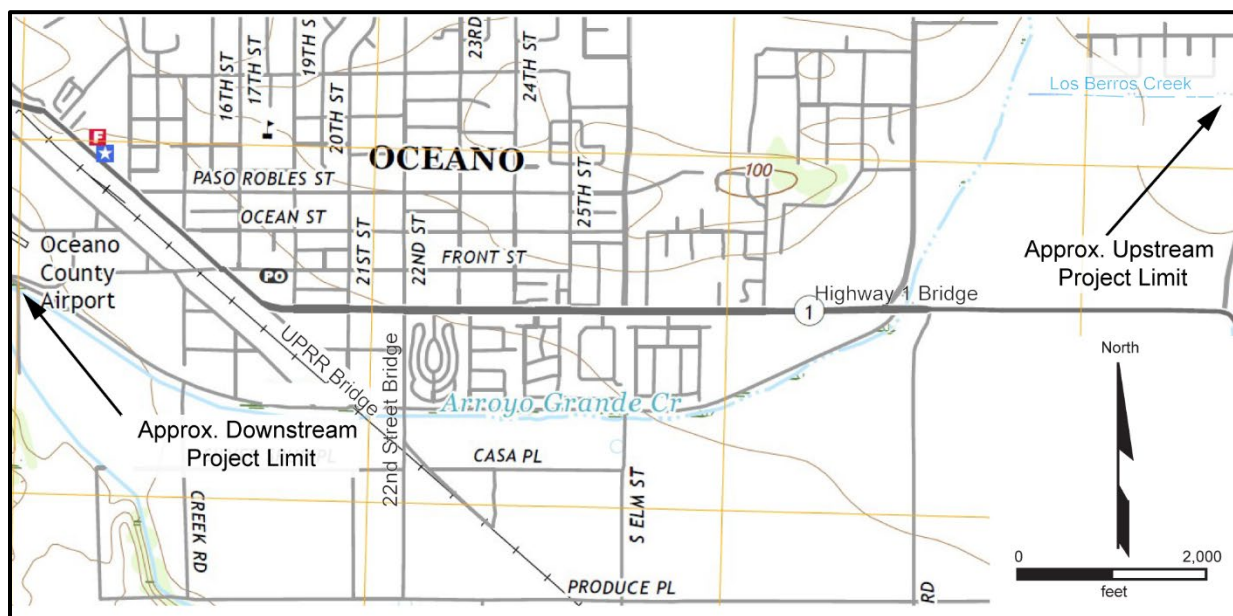 16TH ST
17TH ST
19TH S
20TH ST
23RD
24TH ST
Los Berros Creek
F
OCEANO
100
PASO ROBLES ST
25TH ST
OCEAN ST
21ST ST
22ND ST
FRONT ST
Approx. Upstream
Project Limit
Oceano
County
Airport
PO
Highway 1 Bridge
1
UPRR Bridge
22nd Street Bridge
North
Arroyo Grande Cr
Approx. Downstream
Project Limit
CASA PL
CREEK RD
S ELM ST
PRODUCE PL
RD
0
2,000
feet